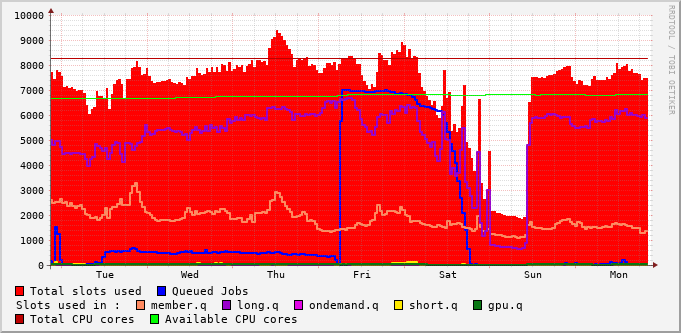 10000
9000
8000
7000
6000
5000
4000
3000
2000
1000
0
Tue Wed Thu Fri Sat Sun Mon
RRDTOOL / TOBI OETIKER
Total slots used Queued Jobs
Slots used in : member.q long.q ondemand.q short.q gpu.q
Total CPU cores Available CPU cores